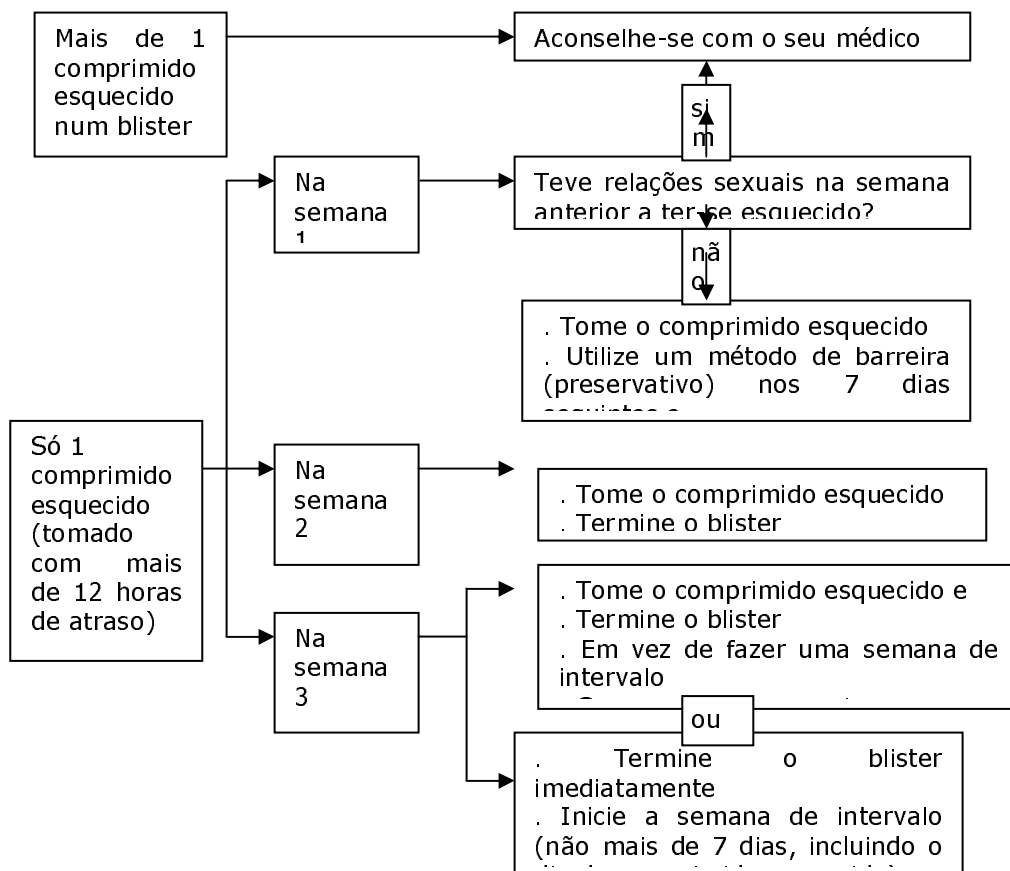 Mais de 1
comprimido
esquecido
num blister
Aconselhe-se com o seu médico
si
m
Na
semana
1
Teve relações sexuais na semana
anterior a ter-se esquecido?
nã
o
. Tome o comprimido esquecido
. Utilize um método de barreira
(preservativo) nos 7 dias
seguintes e
Só 1
comprimido
esquecido
(tomado
com mais
de 12 horas
de atraso)
Na
semana
2
. Tome o comprimido esquecido
. Termine o blister
Na
semana
3
. Tome o comprimido esquecido e
. Termine o blister
. Em vez de fazer uma semana de
intervalo
ou
. Termine o blister
imediatamente
. Inicie a semana de intervalo
(não mais de 7 dias, incluindo o